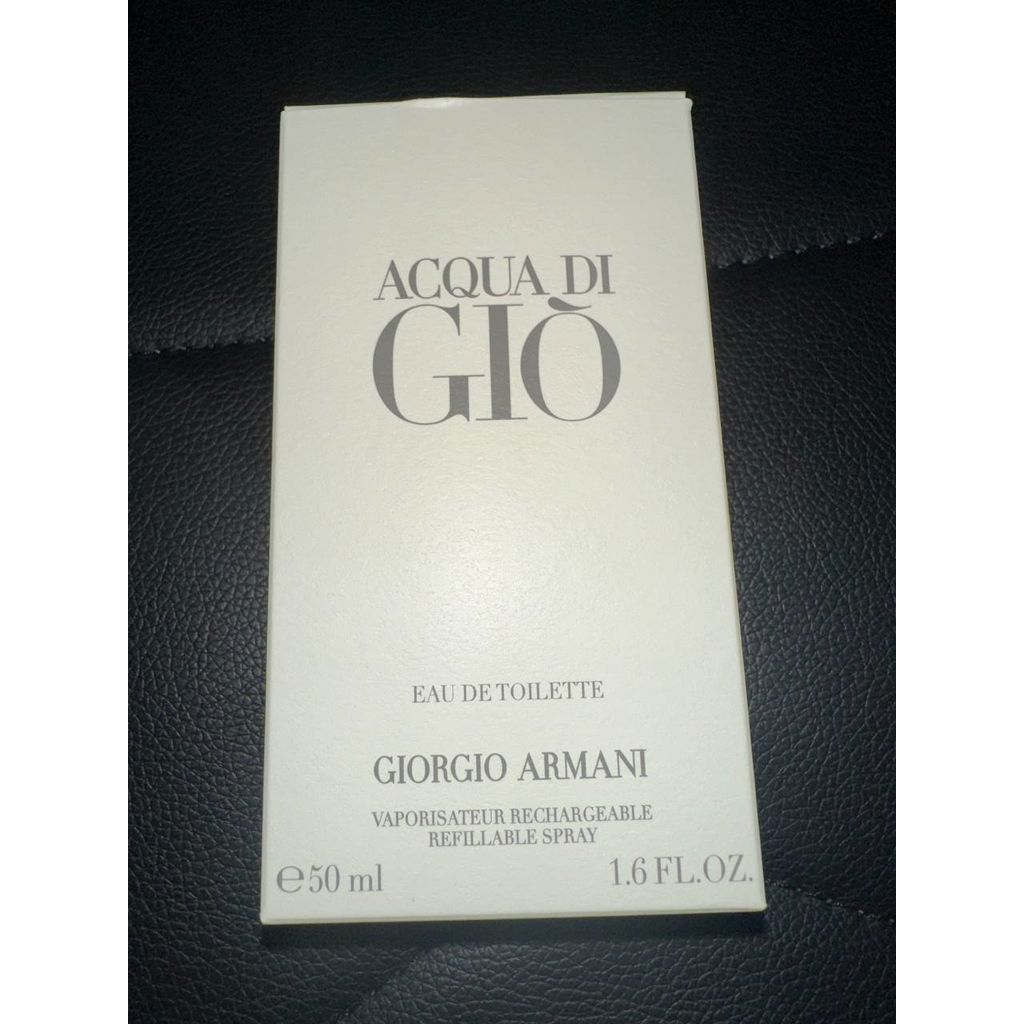 ACQUA DI
GIÒ
EAU DE TOILETTE
GIORGIO ARMANI
VAPORISATEUR RECHARGEABLE
REFILLABLE SPRAY
℮50 ml 1.6 FL.OZ.